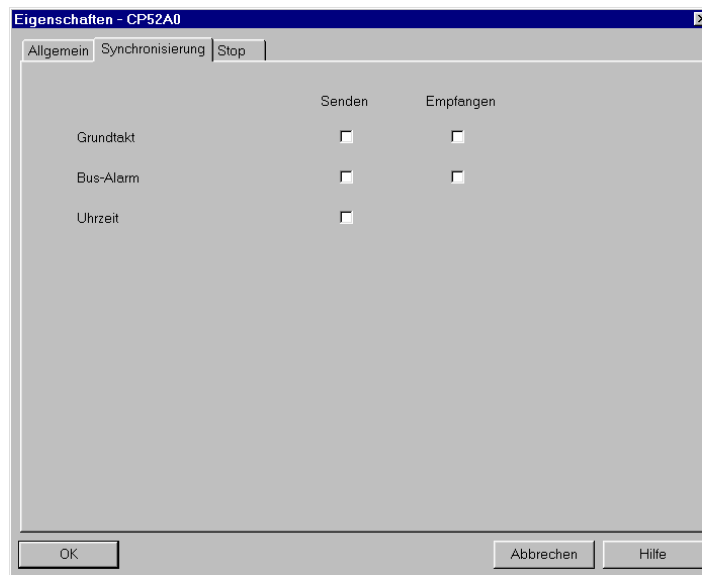 Eigenschaften - CP52A0
Allgemein Synchronisierung Stop
Senden Empfangen
Grundtakt
Bus-Alarm
Uhrzeit
OK Abbrechen Hilfe